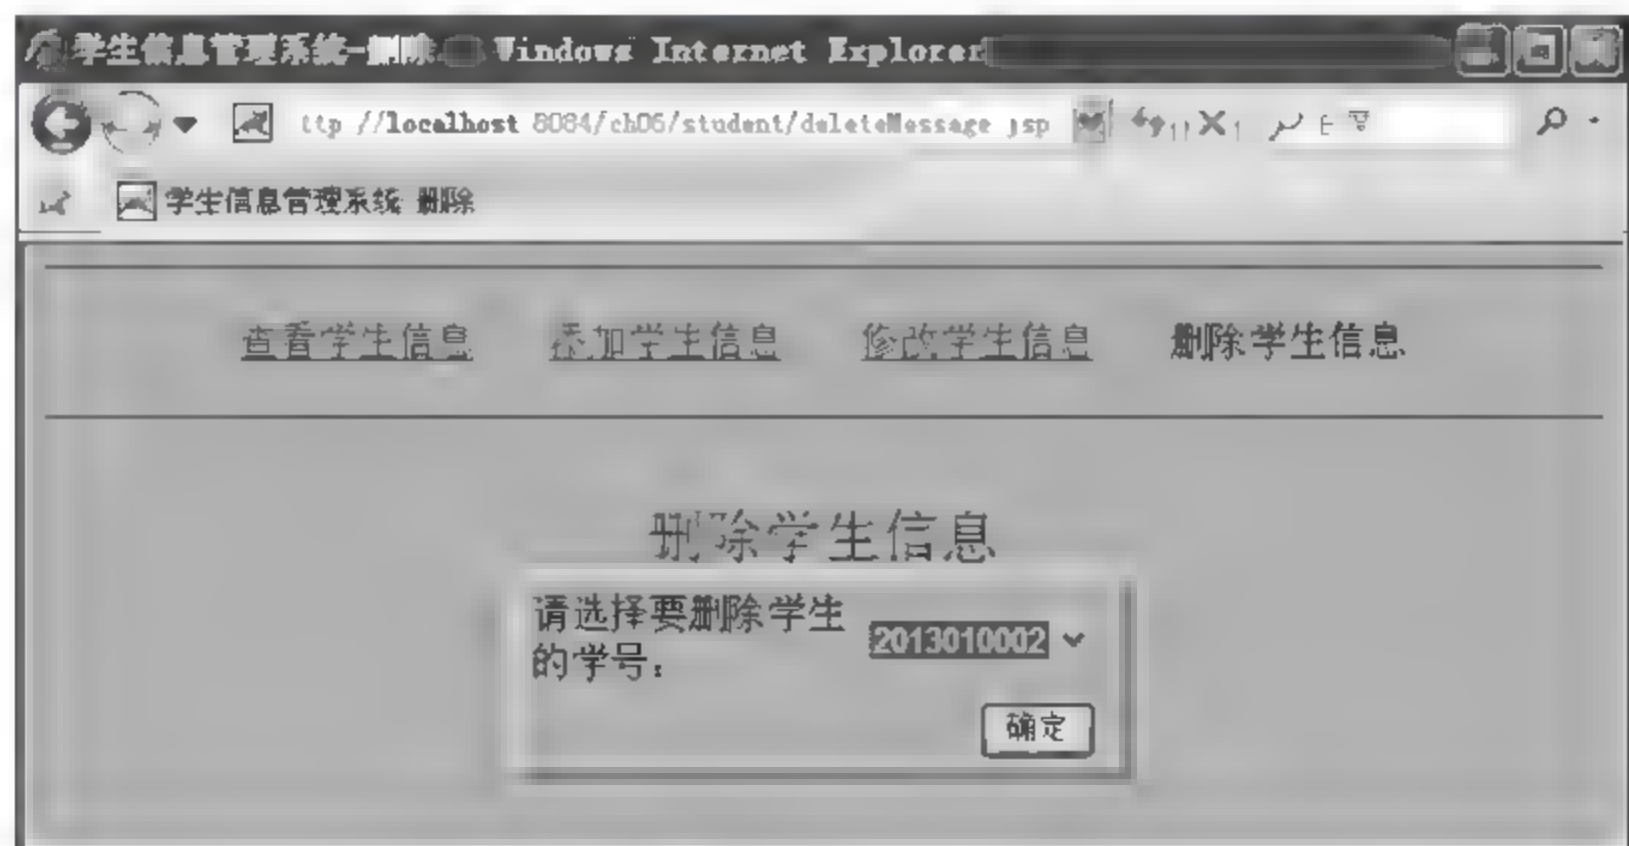 学生信息管理系统-删除 Windows Internet Explorer
ttp //localhost 8084/ch06/student/deleteMessage jsp
学生信息管理系统 删除
查看学生信息 添加学生信息 修改学生信息 删除学生信息
删除学生信息
请选择要删除学生
的学号:
2013010002
确定